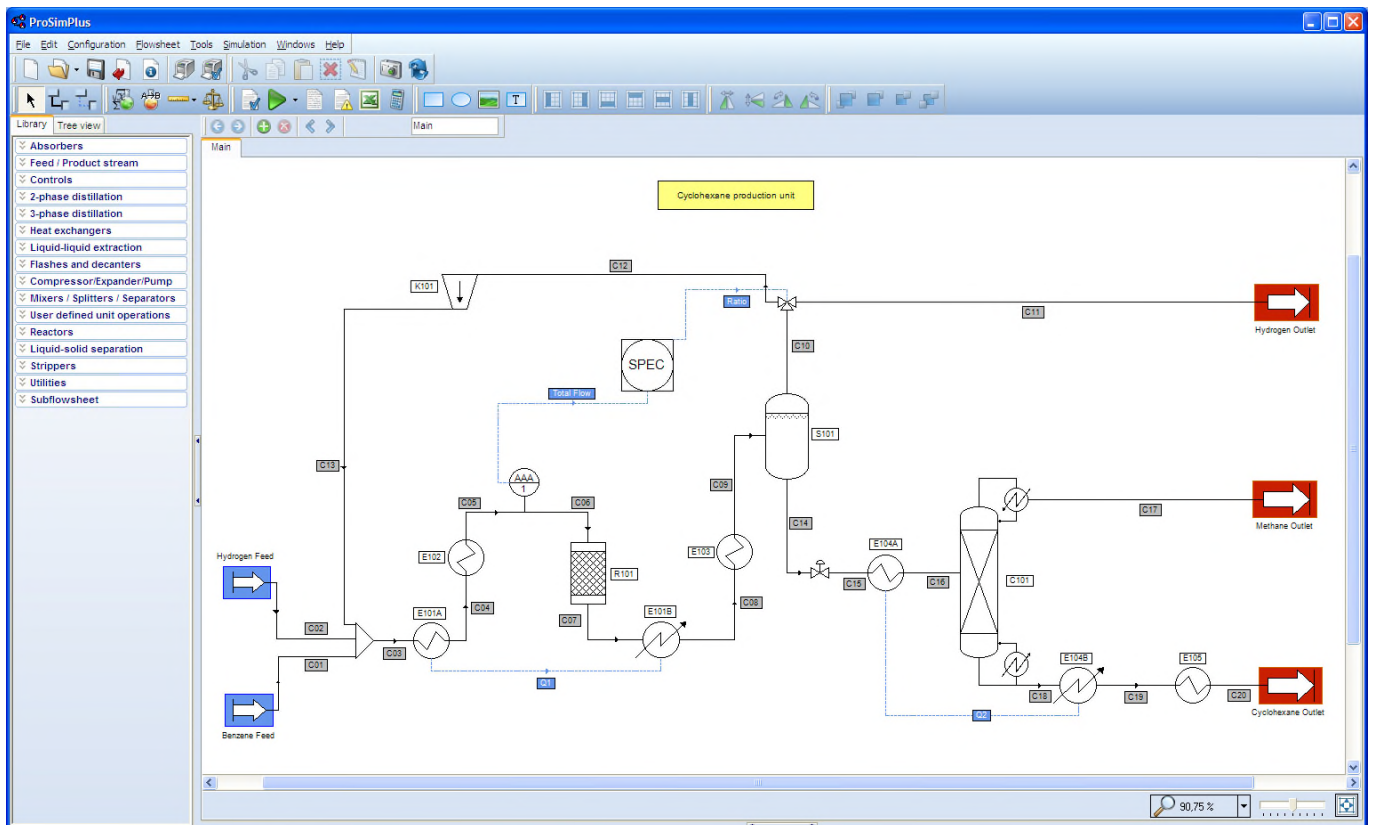 ProSimPlus
File Edit Configuration Flowsheet Tools Simulation Windows Help
Library Tree view
Main
Main
Absorbers
Feed / Product stream
Controls
2-phase distillation
3-phase distillation
Heat exchangers
Liquid-liquid extraction
Flashes and decanters
Compressor/Expander/Pump
Mixers / Splitters / Separators
User defined unit operations
Reactors
Liquid-solid separation
Strippers
Utilities
Subflowsheet
Cyclohexane production unit
C12
K101
Ratio
C11
Hydrogen Outlet
C10
SPEC
Total Flow
S101
C13
AAA
1
C05
C06
C09
C14
C17
Methane Outlet
Hydrogen Feed
E102
E103
E104A
R101
C15
C16
C101
C02
E101A
C04
C07
E101B
C08
C01
C03
Q1
E104B
E105
C18
C19
C20
Q2
Benzene Feed
Cyclohexane Outlet
90,75 %